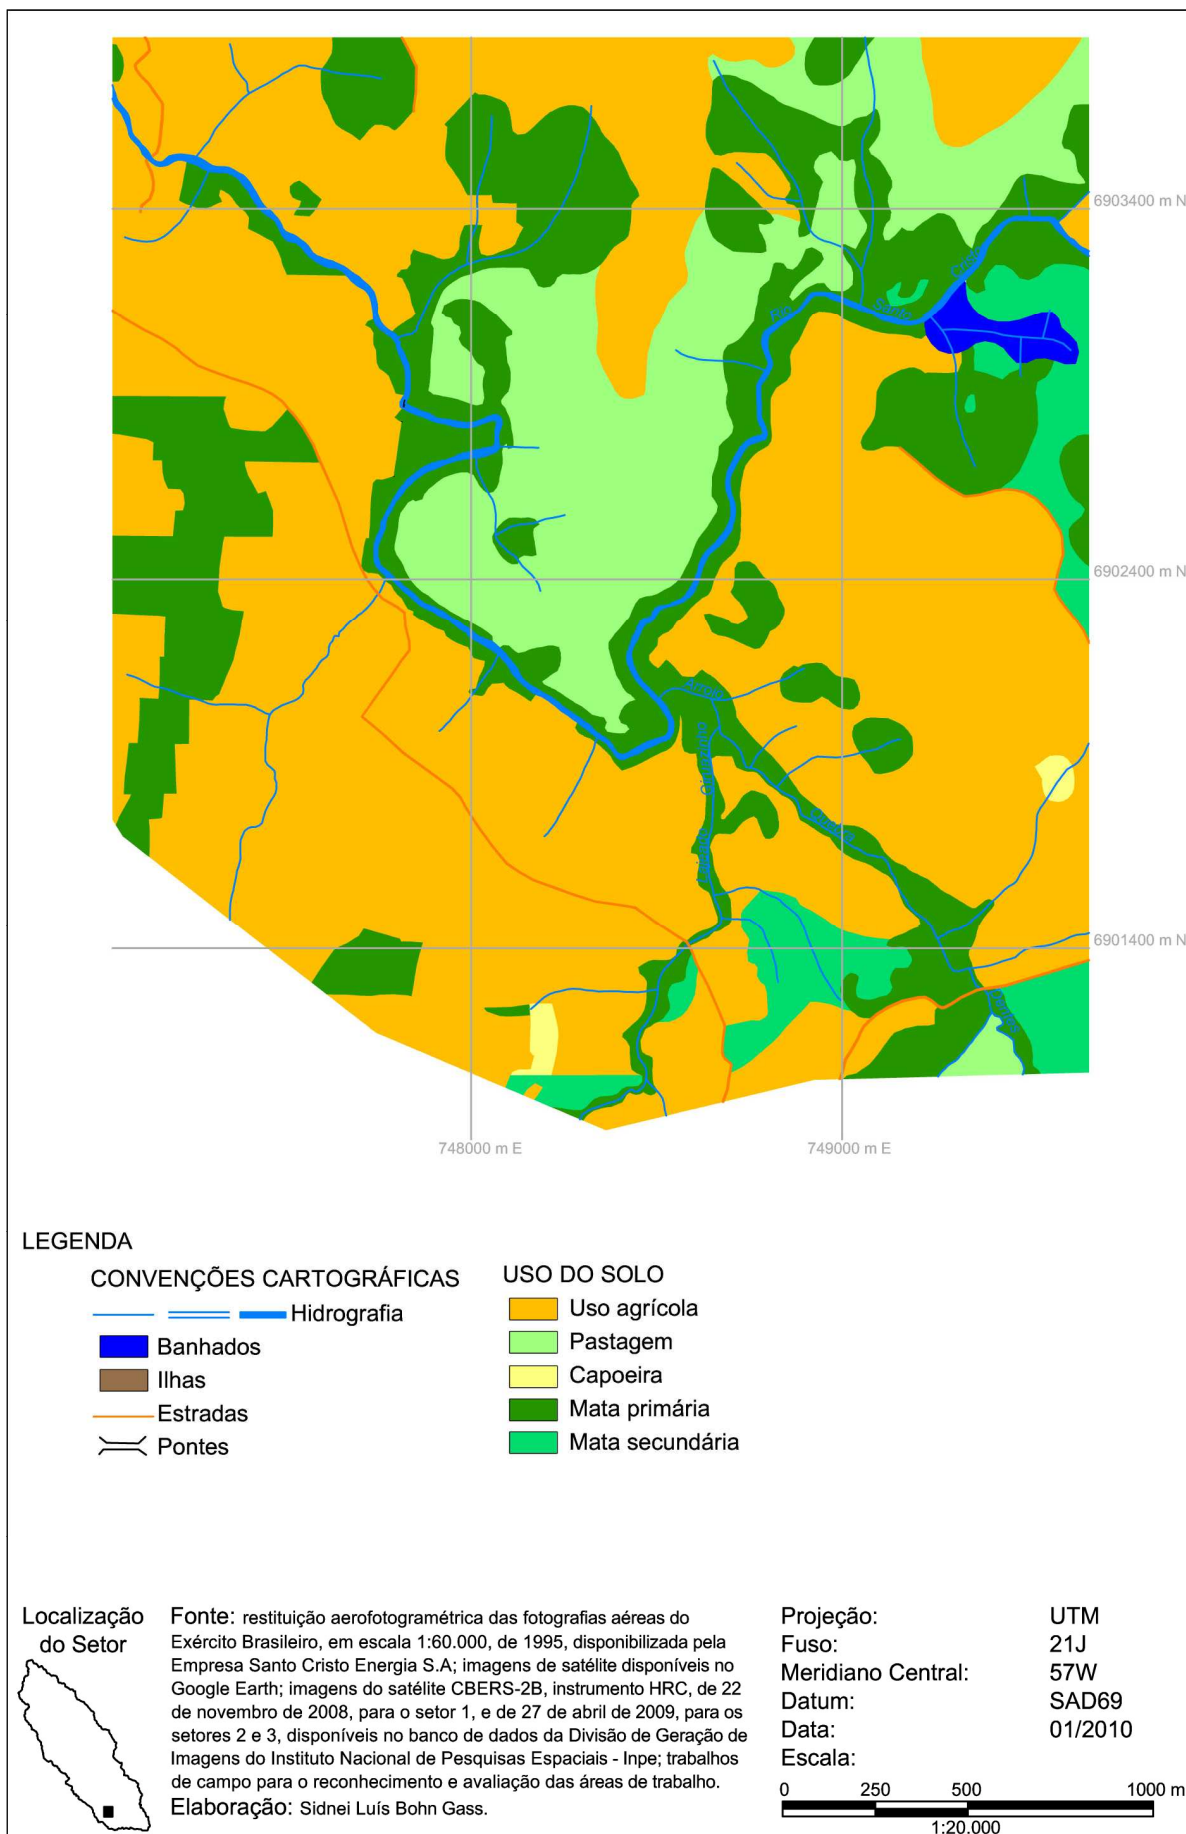 6903400 m N
Cristo
Rio
Santo
6902400 m N
Arroio
Quinzinho
Lajeado
6901400 m N
748000 m E
749000 m E
LEGENDA
CONVENÇÕES CARTOGRÁFICAS
Hidrografia
Banhados
Ilhas
Estradas
Pontes
USO DO SOLO
Uso agrícola
Pastagem
Capoeira
Mata primária
Mata secundária
Localização
do Setor
Fonte: restituição aerofotogramétrica das fotografias aéreas do
Exército Brasileiro, em escala 1:60.000, de 1995, disponibilizada pela
Empresa Santo Cristo Energia S.A; imagens de satélite disponíveis no
Google Earth; imagens do satélite CBERS-2B, instrumento HRC, de 22
de novembro de 2008, para o setor 1, e de 27 de abril de 2009, para os
setores 2 e 3, disponíveis no banco de dados da Divisão de Geração de
Imagens do Instituto Nacional de Pesquisas Espaciais - Inpe; trabalhos
de campo para o reconhecimento e avaliação das áreas de trabalho.
Elaboração: Sidnei Luís Bohn Gass.
Projeção: UTM
Fuso: 21J
Meridiano Central: 57W
Datum: SAD69
Data: 01/2010
Escala:
0 250 500 1000 m
1:20.000